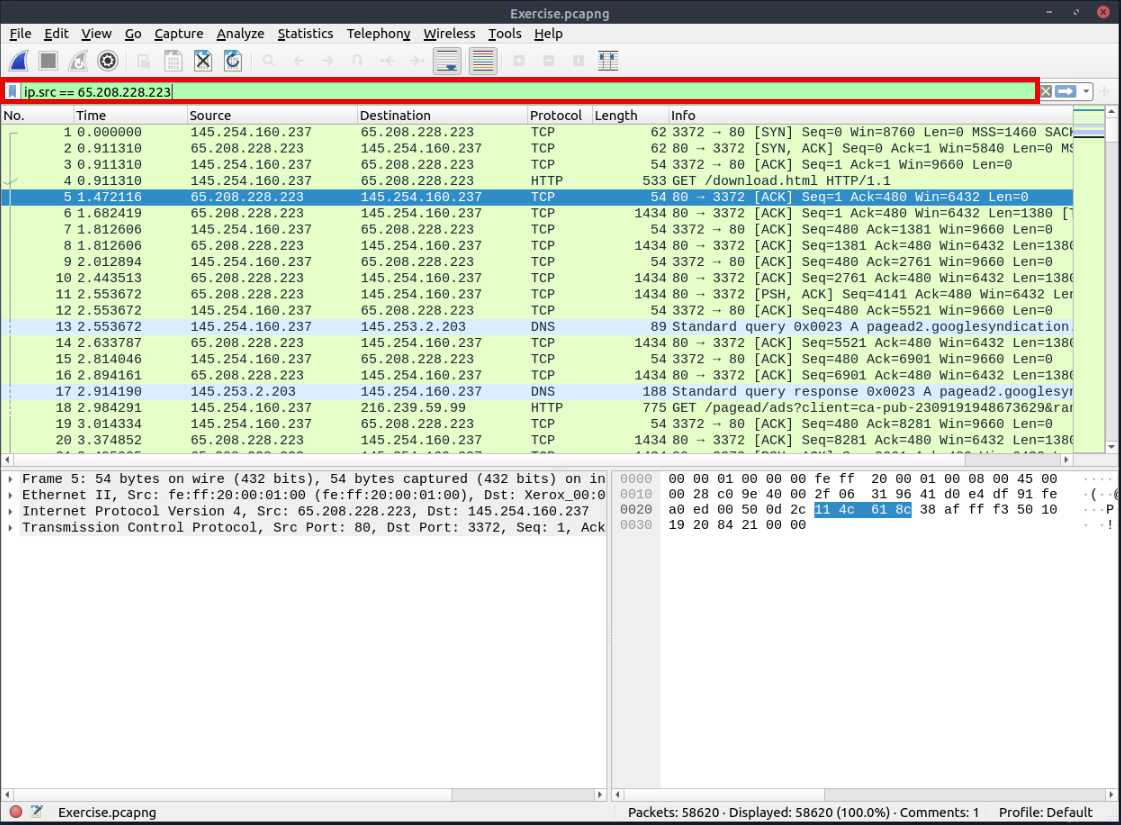 Exercise.pcapng
File Edit View Go Capture Analyze Statistics Telephony Wireless Tools Help
ip.src == 65.208.228.223
No. Time Source Destination Protocol Length Info
1 0.000000 145.254.160.237 65.208.228.223 TCP 62 3372 → 80 [SYN] Seq=0 Win=8760 Len=0 MSS=1460 SACK
2 0.911310 65.208.228.223 145.254.160.237 TCP 62 80 → 3372 [SYN, ACK] Seq=0 Ack=1 Win=5840 Len=0 MS
3 0.911310 145.254.160.237 65.208.228.223 TCP 54 3372 → 80 [ACK] Seq=1 Ack=1 Win=9660 Len=0
4 0.911310 145.254.160.237 65.208.228.223 HTTP 533 GET /download.html HTTP/1.1
5 1.472116 65.208.228.223 145.254.160.237 TCP 54 80 → 3372 [ACK] Seq=1 Ack=480 Win=6432 Len=0
6 1.682419 65.208.228.223 145.254.160.237 TCP 1434 80 → 3372 [ACK] Seq=1 Ack=480 Win=6432 Len=1380 [T
7 1.812606 145.254.160.237 65.208.228.223 TCP 54 3372 → 80 [ACK] Seq=480 Ack=1381 Win=9660 Len=0
8 1.812606 65.208.228.223 145.254.160.237 TCP 1434 80 → 3372 [ACK] Seq=1381 Ack=480 Win=6432 Len=1380
9 2.012894 145.254.160.237 65.208.228.223 TCP 54 3372 → 80 [ACK] Seq=480 Ack=2761 Win=9660 Len=0
10 2.443513 65.208.228.223 145.254.160.237 TCP 1434 80 → 3372 [ACK] Seq=2761 Ack=480 Win=6432 Len=1380
11 2.553672 65.208.228.223 145.254.160.237 TCP 1434 80 → 3372 [PSH, ACK] Seq=4141 Ack=480 Win=6432 Len
12 2.553672 145.254.160.237 65.208.228.223 TCP 54 3372 → 80 [ACK] Seq=480 Ack=5521 Win=9660 Len=0
13 2.553672 145.254.160.237 145.253.2.203 DNS 89 Standard query 0x0023 A pagead2.googlesyndication.
14 2.633787 65.208.228.223 145.254.160.237 TCP 1434 80 → 3372 [ACK] Seq=5521 Ack=480 Win=6432 Len=1380
15 2.814046 145.254.160.237 65.208.228.223 TCP 54 3372 → 80 [ACK] Seq=480 Ack=6901 Win=9660 Len=0
16 2.894161 65.208.228.223 145.254.160.237 TCP 1434 80 → 3372 [ACK] Seq=6901 Ack=480 Win=6432 Len=1380
17 2.914190 145.253.2.203 145.254.160.237 DNS 188 Standard query response 0x0023 A pagead2.googlesyn
18 2.984291 145.254.160.237 216.239.59.99 HTTP 775 GET /pagead/ads?client=ca-pub-2309191948673629&ran
19 3.014334 145.254.160.237 65.208.228.223 TCP 54 3372 → 80 [ACK] Seq=480 Ack=8281 Win=9660 Len=0
20 3.374852 65.208.228.223 145.254.160.237 TCP 1434 80 → 3372 [ACK] Seq=8281 Ack=480 Win=6432 Len=1380
Frame 5: 54 bytes on wire (432 bits), 54 bytes captured (432 bits) on in
Ethernet II, Src: fe:ff:20:00:01:00 (fe:ff:20:00:01:00), Dst: Xerox_00:0
Internet Protocol Version 4, Src: 65.208.228.223, Dst: 145.254.160.237
Transmission Control Protocol, Src Port: 80, Dst Port: 3372, Seq: 1, Ack
0000 00 00 01 00 00 00 fe ff 20 00 01 00 08 00 45 00 ·····
0010 00 28 c0 9e 40 00 2f 06 31 96 41 d0 e4 df 91 fe ·(··@
0020 a0 ed 00 50 0d 2c 11 4c 61 8c 38 af ff f3 50 10 ···P
0030 19 20 84 21 00 00 · ·!
Exercise.pcapng
Packets: 58620 · Displayed: 58620 (100.0%) · Comments: 1 Profile: Default